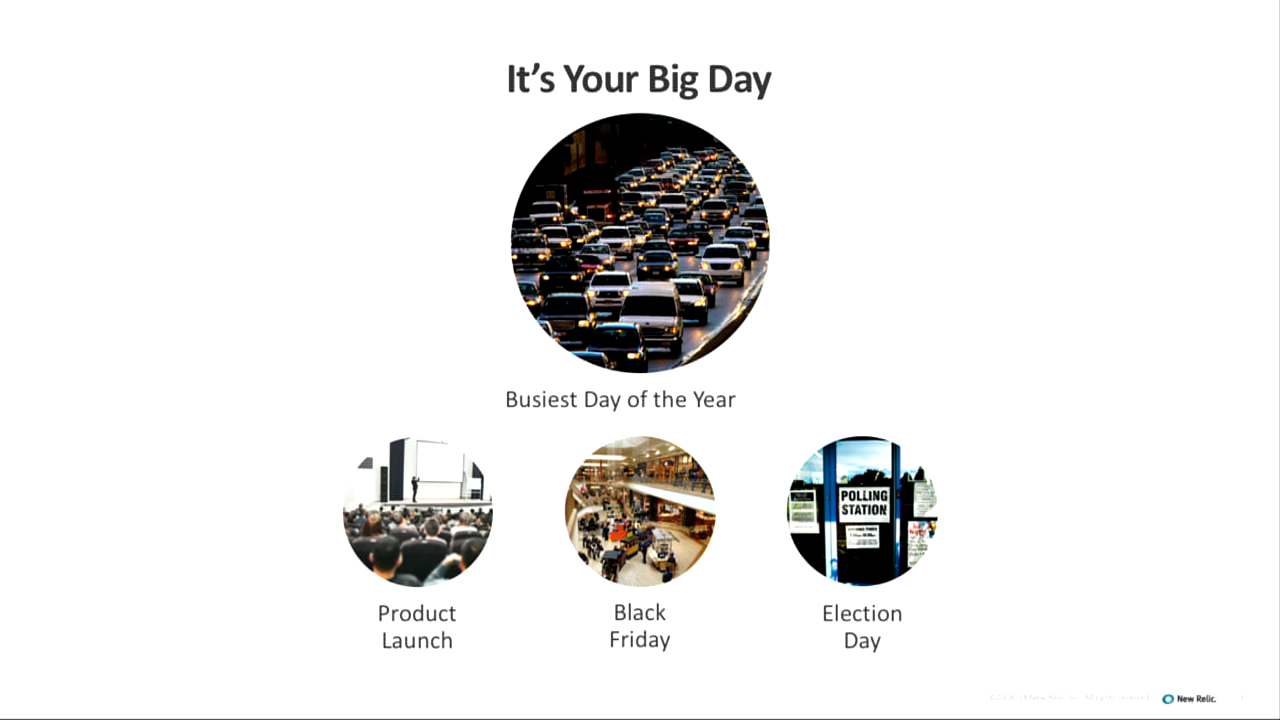 It's Your Big Day
Busiest Day of the Year
POLLING
STATION
Product
Launch
Black
Friday
Election
Day
New Relic.